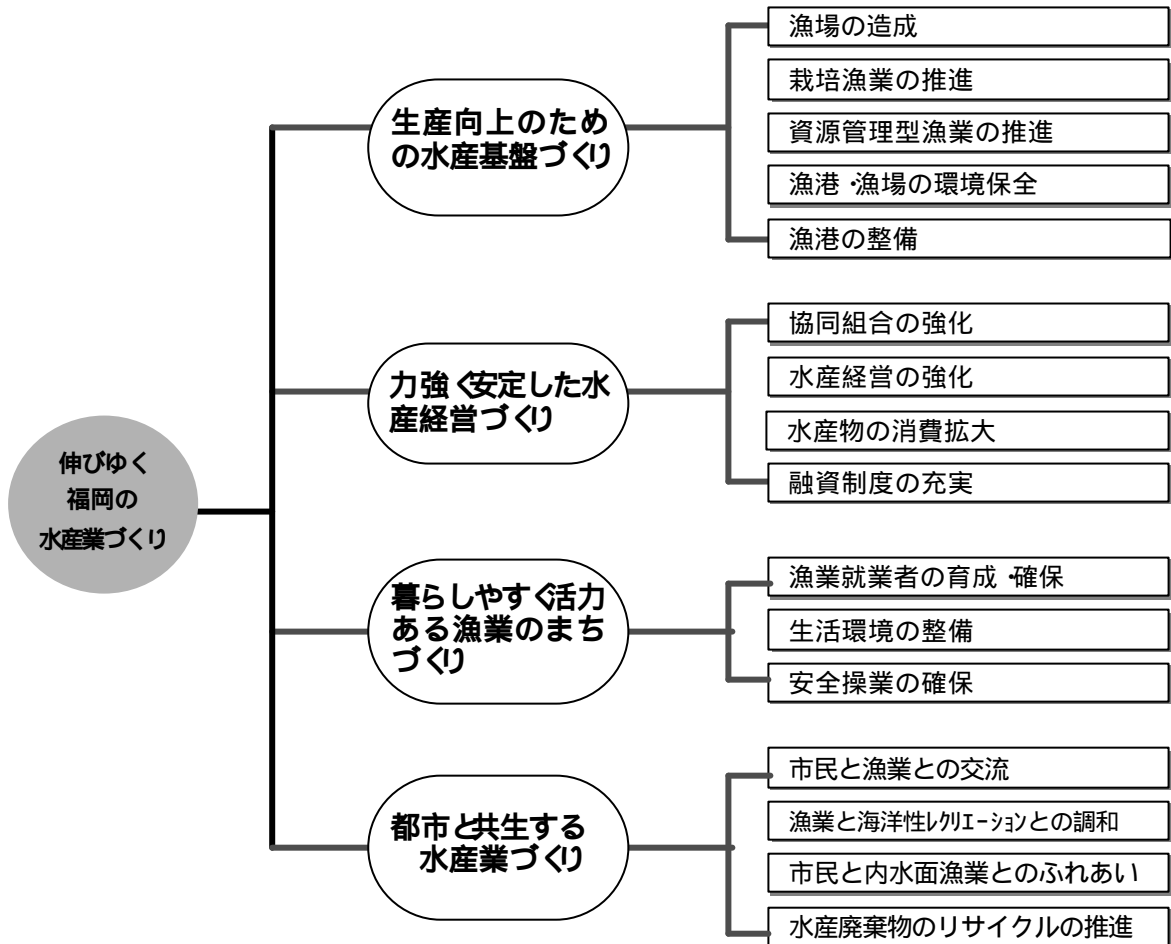 伸びゆく
福岡の
水産業づくり
生産向上のため
の水産基盤づくり
漁場の造成
栽培漁業の推進
資源管理型漁業の推進
漁港・漁場の環境保全
漁港の整備
力強く安定した水
産経営づくり
協同組合の強化
水産経営の強化
水産物の消費拡大
融資制度の充実
暮らしやすく活力
ある漁業のまち
づくり
漁業就業者の育成・確保
生活環境の整備
安全操業の確保
都市と共生する
水産業づくり
市民と漁業との交流
漁業と海洋性ﾚｸﾘｴｰｼｮﾝとの調和
市民と内水面漁業とのふれあい
水産廃棄物のリサイクルの推進